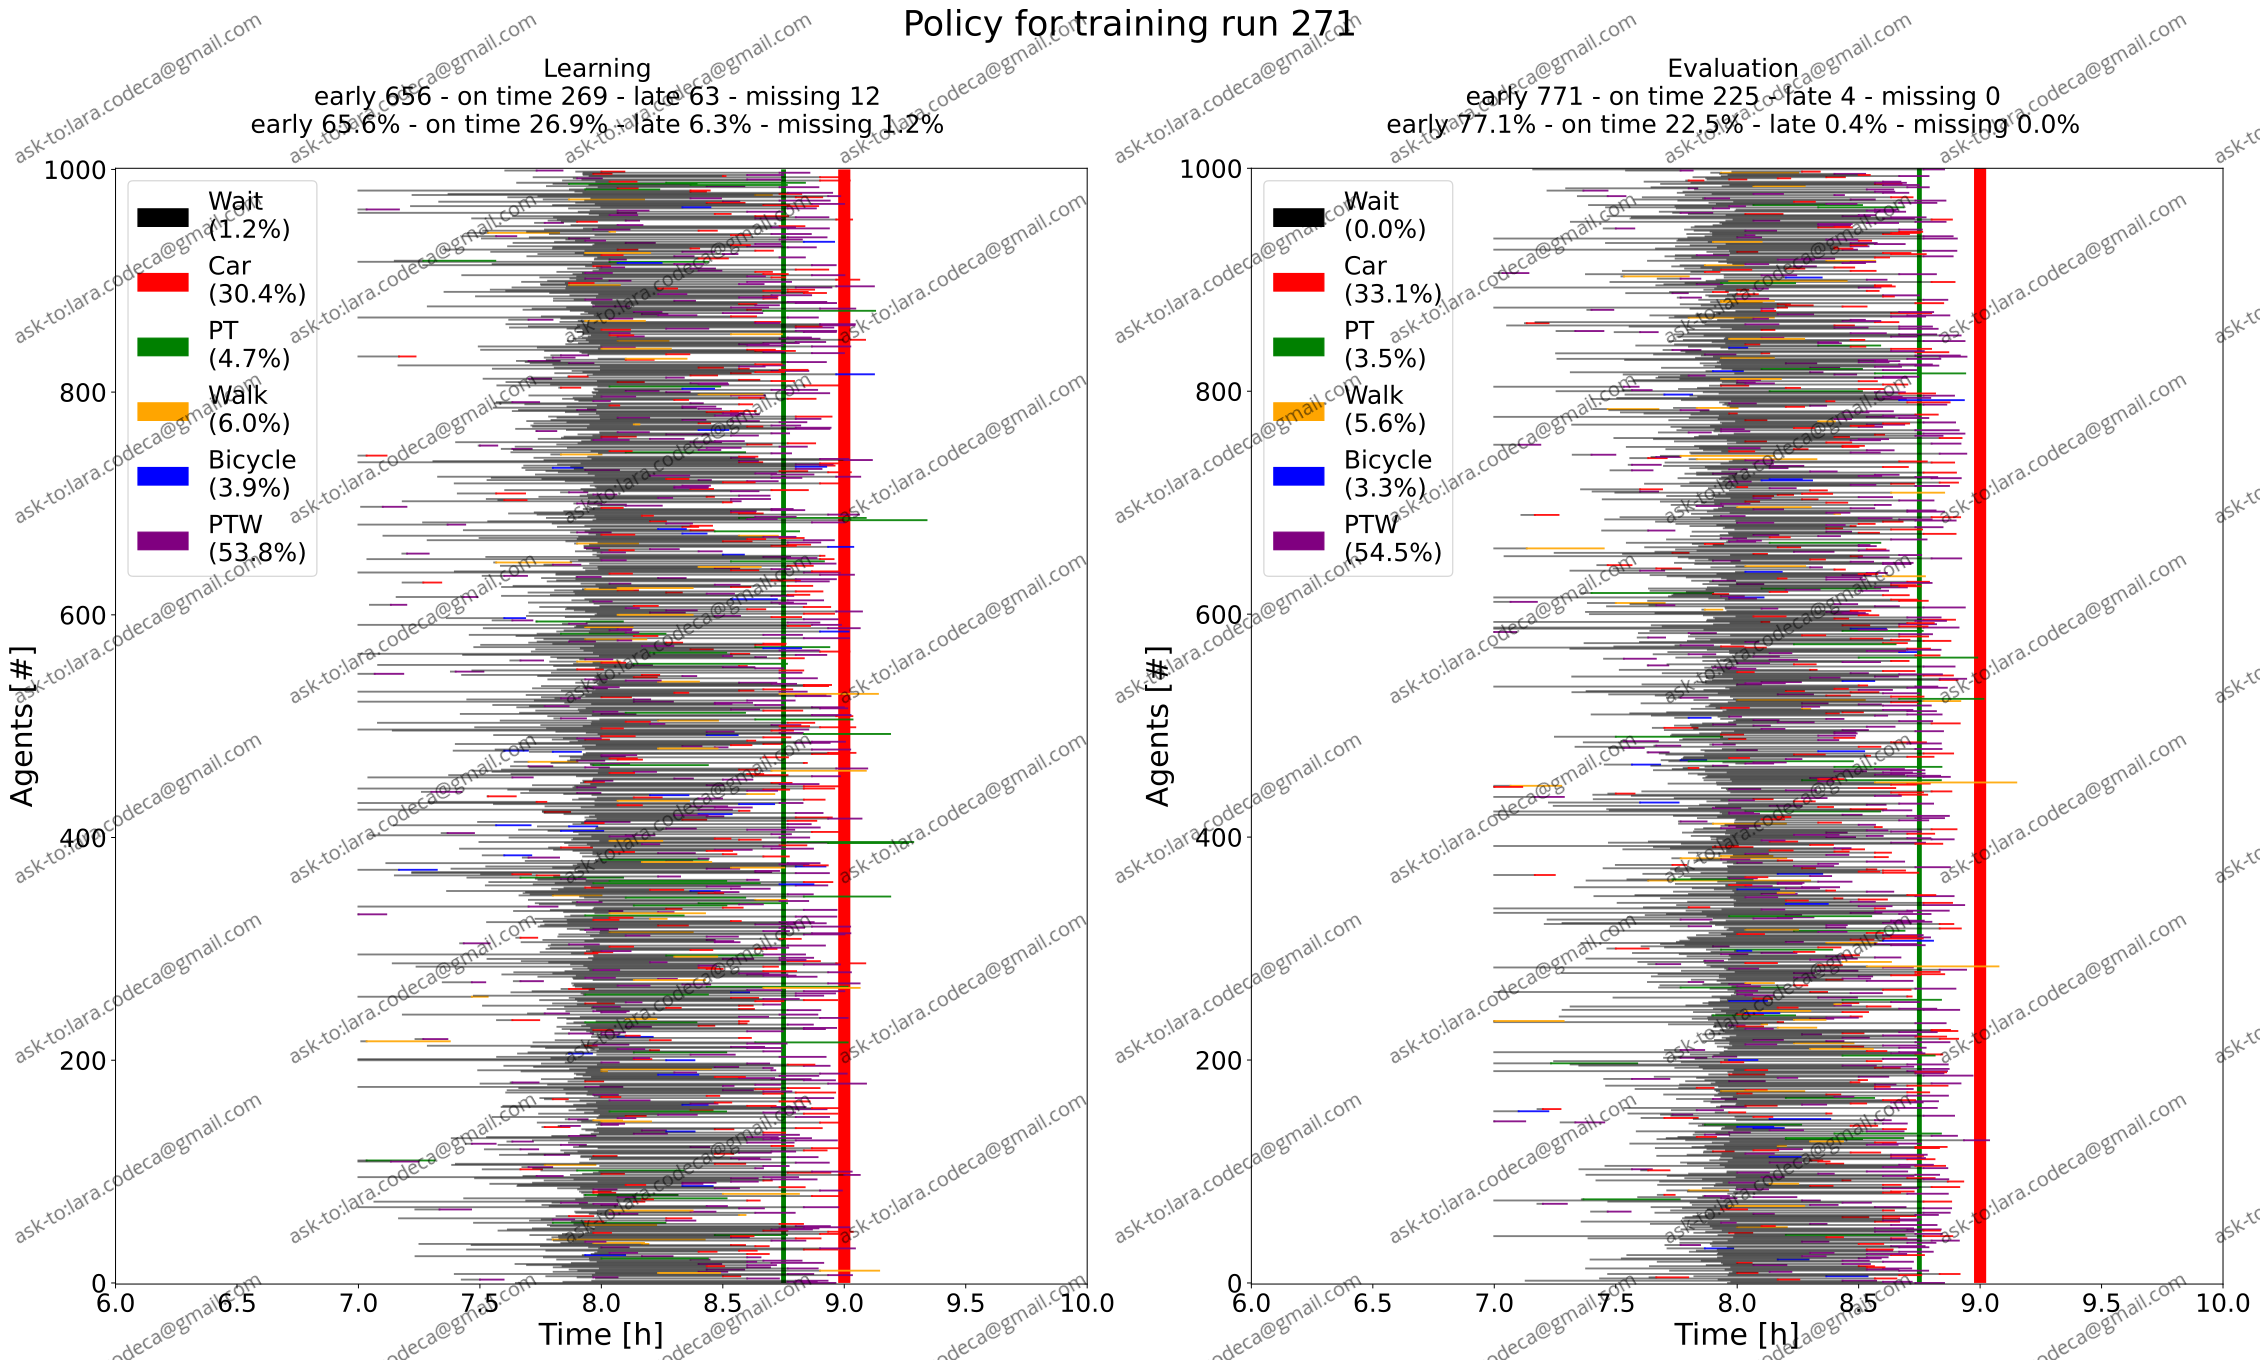 Policy for training run 271
Learning
early 656 - on time 269 - late 63 - missing 12
early 65.6% - on time 26.9% - late 6.3% - missing 1.2%
1000
800
600
400
200
0
Agents [#]
Wait
(1.2%)
Car
(30.4%)
PT
(4.7%)
Walk
(6.0%)
Bicycle
(3.9%)
PTW
(53.8%)
6.0 6.5 7.0 7.5 8.0 8.5 9.0 9.5 10.0
Time [h]
Evaluation
early 771 - on time 225 - late 4 - missing 0
early 77.1% - on time 22.5% - late 0.4% - missing 0.0%
1000
800
600
400
200
0
Agents [#]
Wait
(0.0%)
Car
(33.1%)
PT
(3.5%)
Walk
(5.6%)
Bicycle
(3.3%)
PTW
(54.5%)
6.0 6.5 7.0 7.5 8.0 8.5 9.0 9.5 10.0
Time [h]
ask-to:lara.codeca@gmail.com